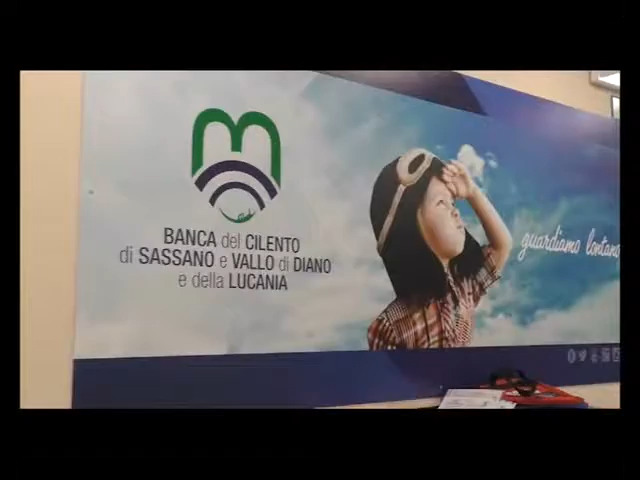 BANCA del CILENTO
di SASSANO e VALLO di DIANO
e della LUCANIA
guardiamo lontano